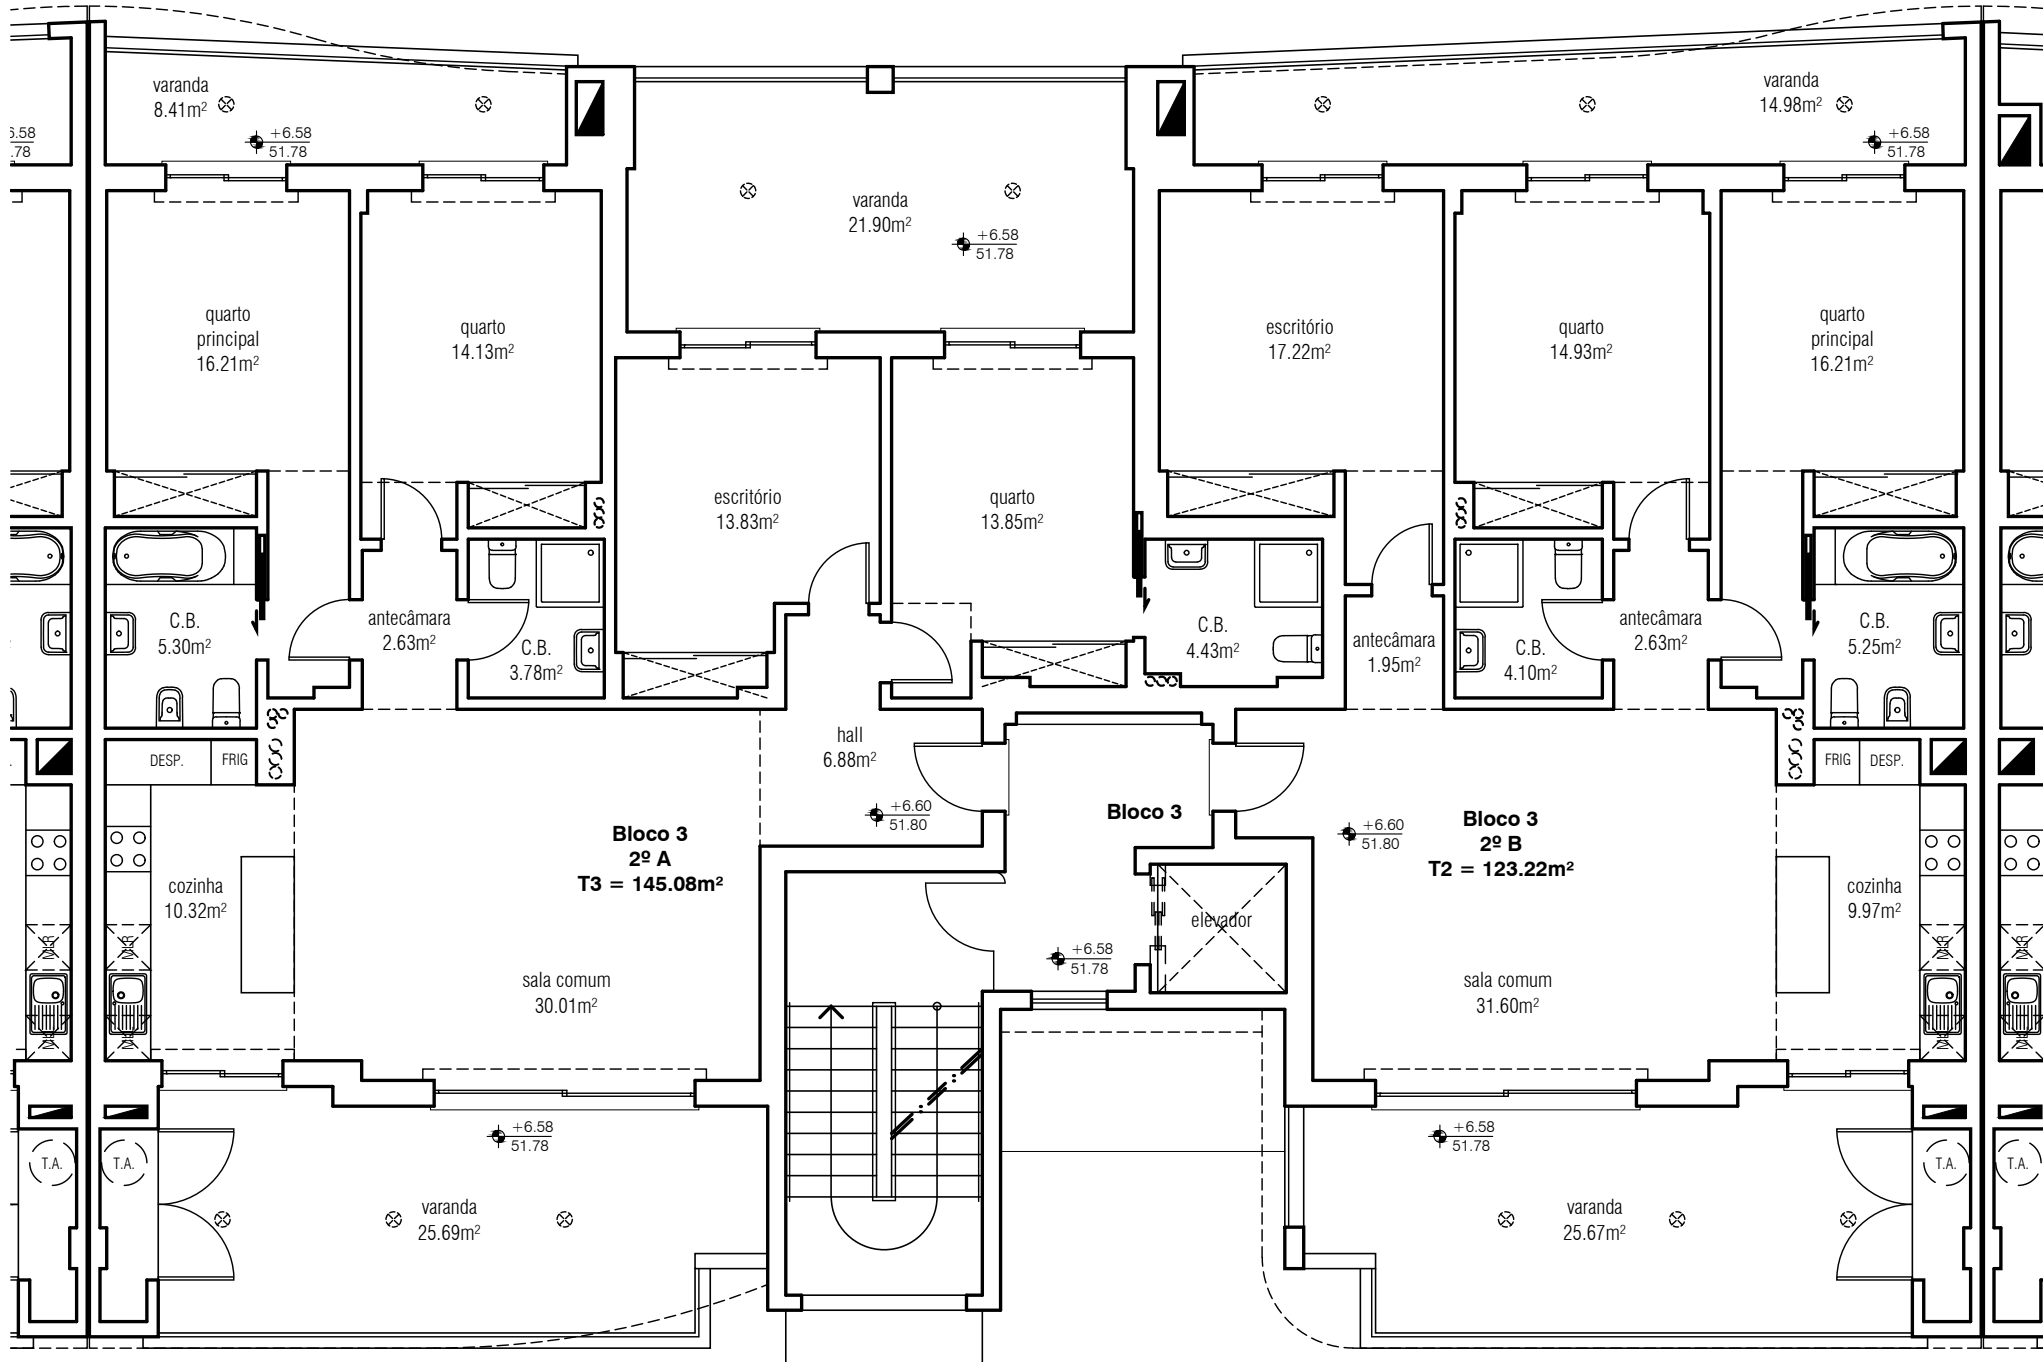 varanda
8.41m²
+6.58
51.78
6.58
.78
varanda
21.90m²
+6.58
51.78
varanda
14.98m²
+6.58
51.78
quarto
principal
16.21m²
quarto
14.13m²
escritório
17.22m²
quarto
14.93m²
quarto
principal
16.21m²
escritório
13.83m²
quarto
13.85m²
C.B.
5.30m²
antecâmara
2.63m²
C.B.
3.78m²
C.B.
4.43m²
antecâmara
1.95m²
C.B.
4.10m²
antecâmara
2.63m²
C.B.
5.25m²
DESP.
FRIG
hall
6.88m²
+6.60
51.80
FRIG
DESP.
Bloco 3
2º A
T3 = 145.08m²
Bloco 3
+6.60
51.80
Bloco 3
2º B
T2 = 123.22m²
cozinha
10.32m²
elevador
cozinha
9.97m²
+6.58
51.78
sala comum
30.01m²
sala comum
31.60m²
+6.58
51.78
+6.58
51.78
T.A.
T.A.
T.A.
T.A.
varanda
25.69m²
varanda
25.67m²